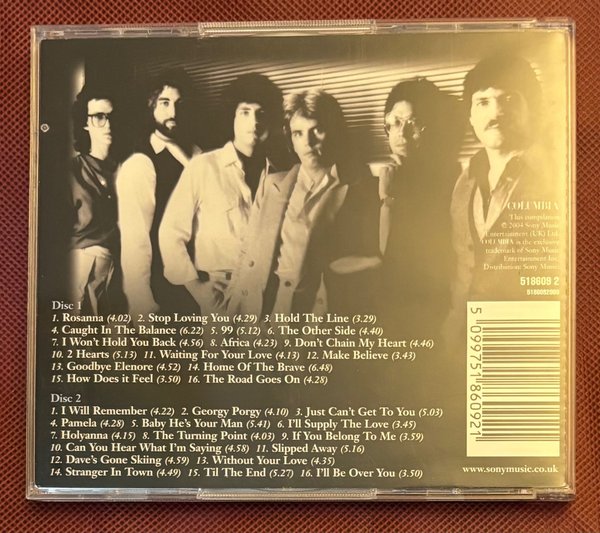 COLUMBIA
This compilation
© 2004 Sony Music
Entertainment (UK) Ltd.
COLUMBIA is the exclusive
trademark of Sony Music
Entertainment Inc.
Distribution: Sony Music
518609 2
5186092000
Disc 1
1. Rosanna (4.02) 2. Stop Loving You (4.29) 3. Hold The Line (3.29)
4. Caught In The Balance (6.22) 5. 99 (5.12) 6. The Other Side (4.40)
7. I Won't Hold You Back (4.56) 8. Africa (4.23) 9. Don't Chain My Heart (4.46)
10. 2 Hearts (5.13) 11. Waiting For Your Love (4.13) 12. Make Believe (3.43)
13. Goodbye Elenore (4.52) 14. Home Of The Brave (6.48)
15. How Does it Feel (3.50) 16. The Road Goes On (4.28)
Disc 2
1. I Will Remember (4.22) 2. Georgy Porgy (4.10) 3. Just Can't Get To You (5.03)
4. Pamela (4.28) 5. Baby He's Your Man (5.41) 6. I'll Supply The Love (3.45)
7. Holyanna (4.15) 8. The Turning Point (4.03) 9. If You Belong To Me (3.59)
10. Can You Hear What I'm Saying (4.58) 11. Slipped Away (5.16)
12. Dave's Gone Skiing (4.59) 13. Without Your Love (4.35)
14. Stranger In Town (4.49) 15. Til The End (5.27) 16. I'll Be Over You (3.50)
5 099751 860921
www.sonymusic.co.uk